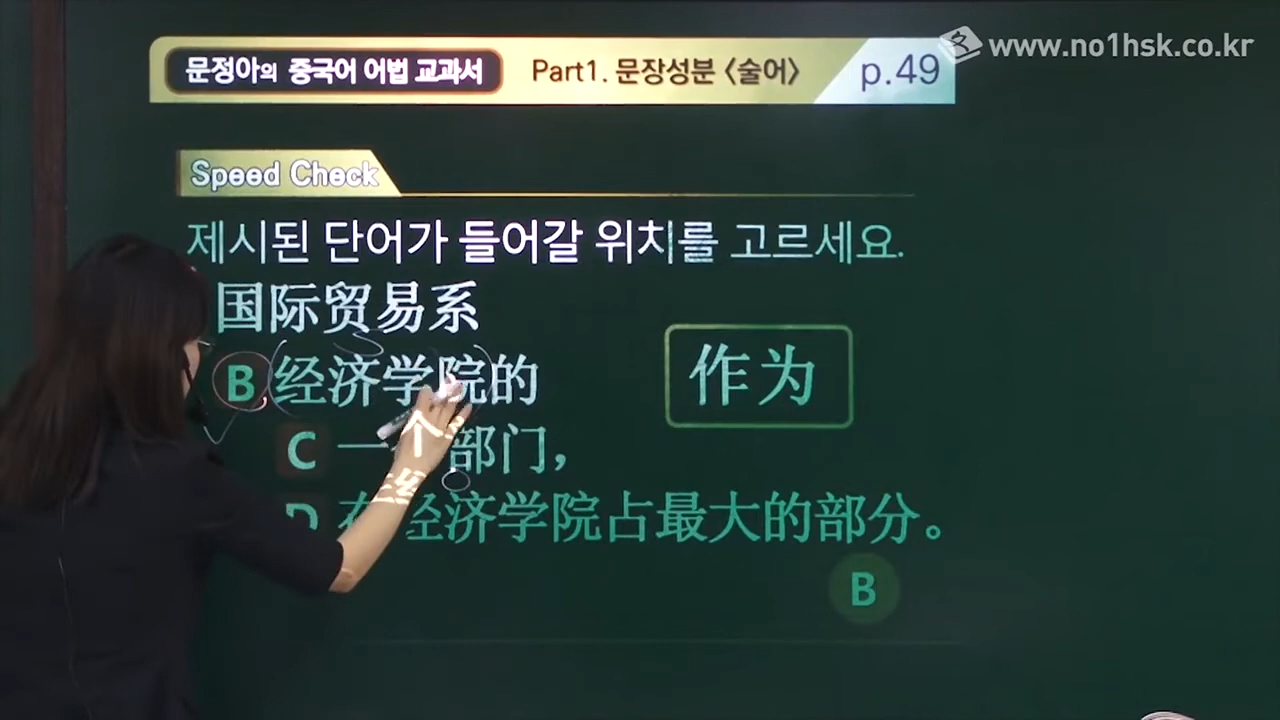 www.no1hsk.co.kr
문정아의 중국어 어법 교과서 Part1. 문장성분 〈술어〉 p.49
Speed Check
제시된 단어가 들어갈 위치를 고르세요.
国际贸易系
B 经济学院的
作为
C 一个 部门,
D 在经济学院占最大的部分。
B